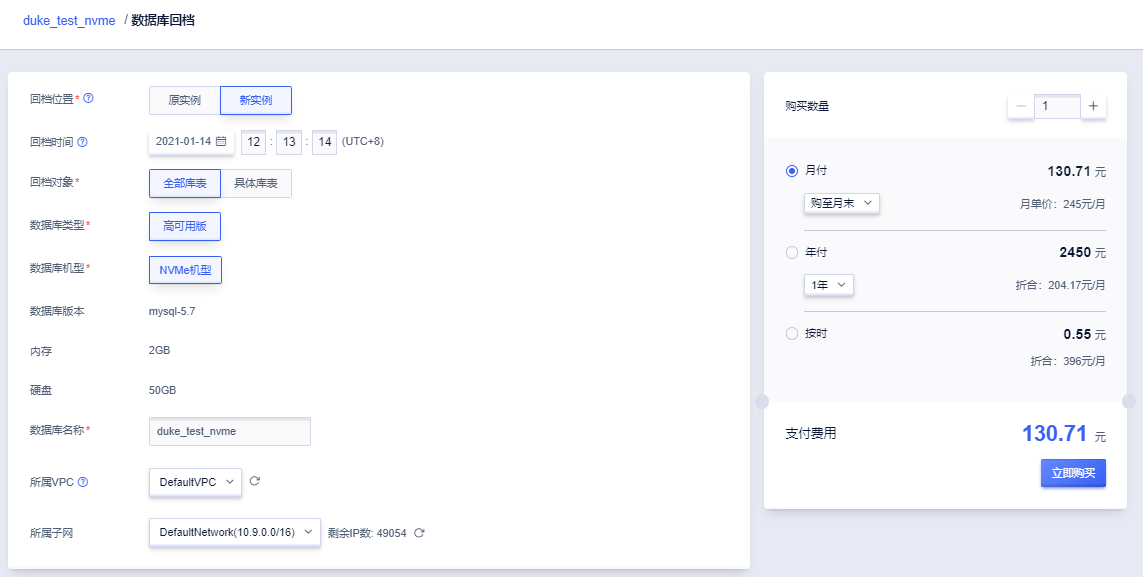 duke_test_nvme / 数据库回档
回档位置* 原实例 新实例
回档时间 2021-01-14 12 : 13 : 14 (UTC+8)
回档对象* 全部库表 具体库表
数据库类型* 高可用版
数据库机型* NVMe机型
数据库版本 mysql-5.7
内存 2GB
硬盘 50GB
数据库名称* duke_test_nvme
所属VPC DefaultVPC
所属子网 DefaultNetwork(10.9.0.0/16) 剩余IP数: 49054
购买数量 − 1 +
月付 130.71 元
购至月末 月单价: 245元/月
年付 2450 元
1年 折合: 204.17元/月
按时 0.55 元
折合: 396元/月
支付费用 130.71 元
立即购买